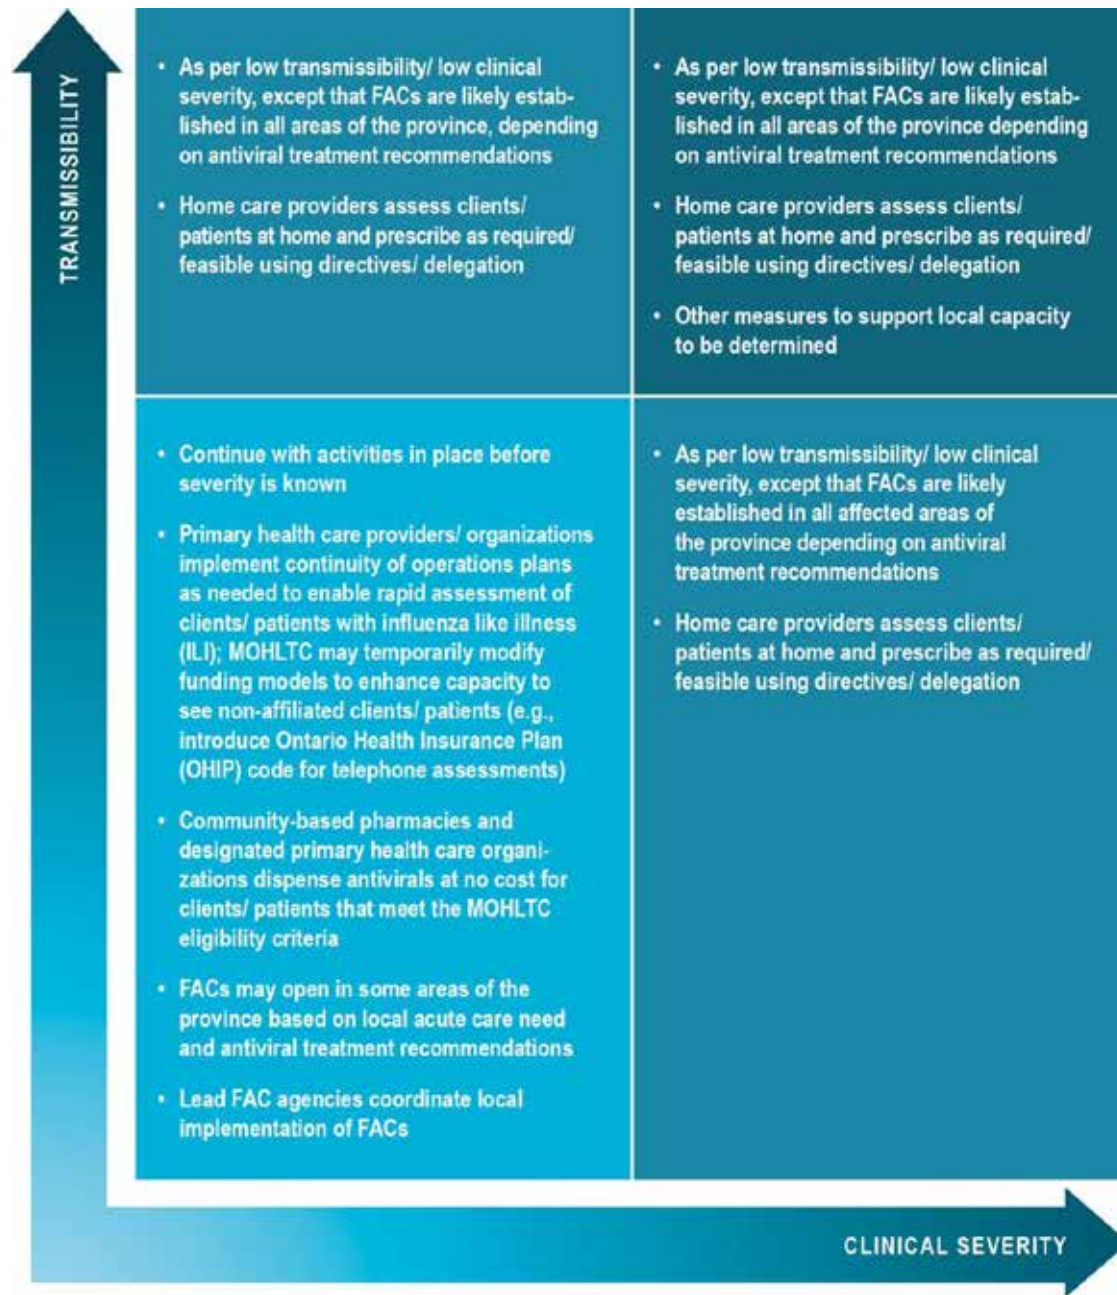 TRANSMISSIBILITY
• As per low transmissibility/ low clinical
severity, except that FACs are likely estab-
lished in all areas of the province, depending
on antiviral treatment recommendations
• Home care providers assess clients/
patients at home and prescribe as required/
feasible using directives/ delegation
• As per low transmissibility/ low clinical
severity, except that FACs are likely estab-
lished in all areas of the province depending
on antiviral treatment recommendations
• Home care providers assess clients/
patients at home and prescribe as required/
feasible using directives/ delegation
• Other measures to support local capacity
to be determined
• Continue with activities in place before
severity is known
• Primary health care providers/ organizations
implement continuity of operations plans
as needed to enable rapid assessment of
clients/ patients with influenza like illness
(ILI); MOHLTC may temporarily modify
funding models to enhance capacity to
see non-affiliated clients/ patients (e.g.,
introduce Ontario Health Insurance Plan
(OHIP) code for telephone assessments)
• Community-based pharmacies and
designated primary health care organi-
zations dispense antivirals at no cost for
clients/ patients that meet the MOHLTC
eligibility criteria
• FACs may open in some areas of the
province based on local acute care need
and antiviral treatment recommendations
• Lead FAC agencies coordinate local
implementation of FACs
• As per low transmissibility/ low clinical
severity, except that FACs are likely
established in all affected areas of
the province depending on antiviral
treatment recommendations
• Home care providers assess clients/
patients at home and prescribe as required/
feasible using directives/ delegation
CLINICAL SEVERITY